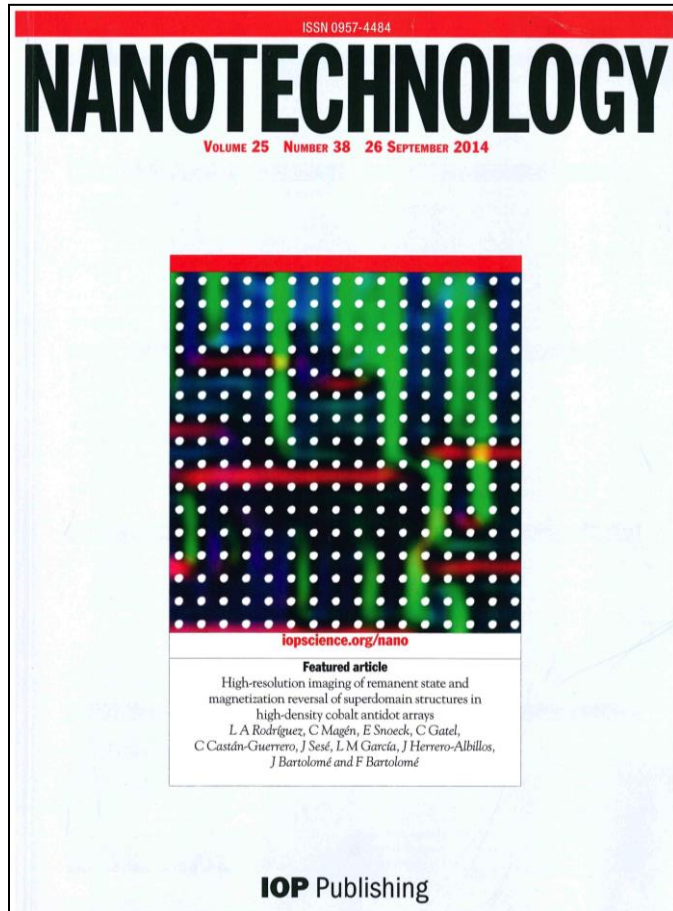 ISSN 0957-4484
NANOTECHNOLOGY
VOLUME 25 NUMBER 38 26 SEPTEMBER 2014
iopscience.org/nano
Featured article
High-resolution imaging of remanent state and
magnetization reversal of superdomain structures in
high-density cobalt antidot arrays
L A Rodríguez, C Magén, E Snoeck, C Gatel,
C Castán-Guerrero, J Sesé, L M García, J Herrero-Albillos,
J Bartolomé and F Bartolomé
IOP Publishing